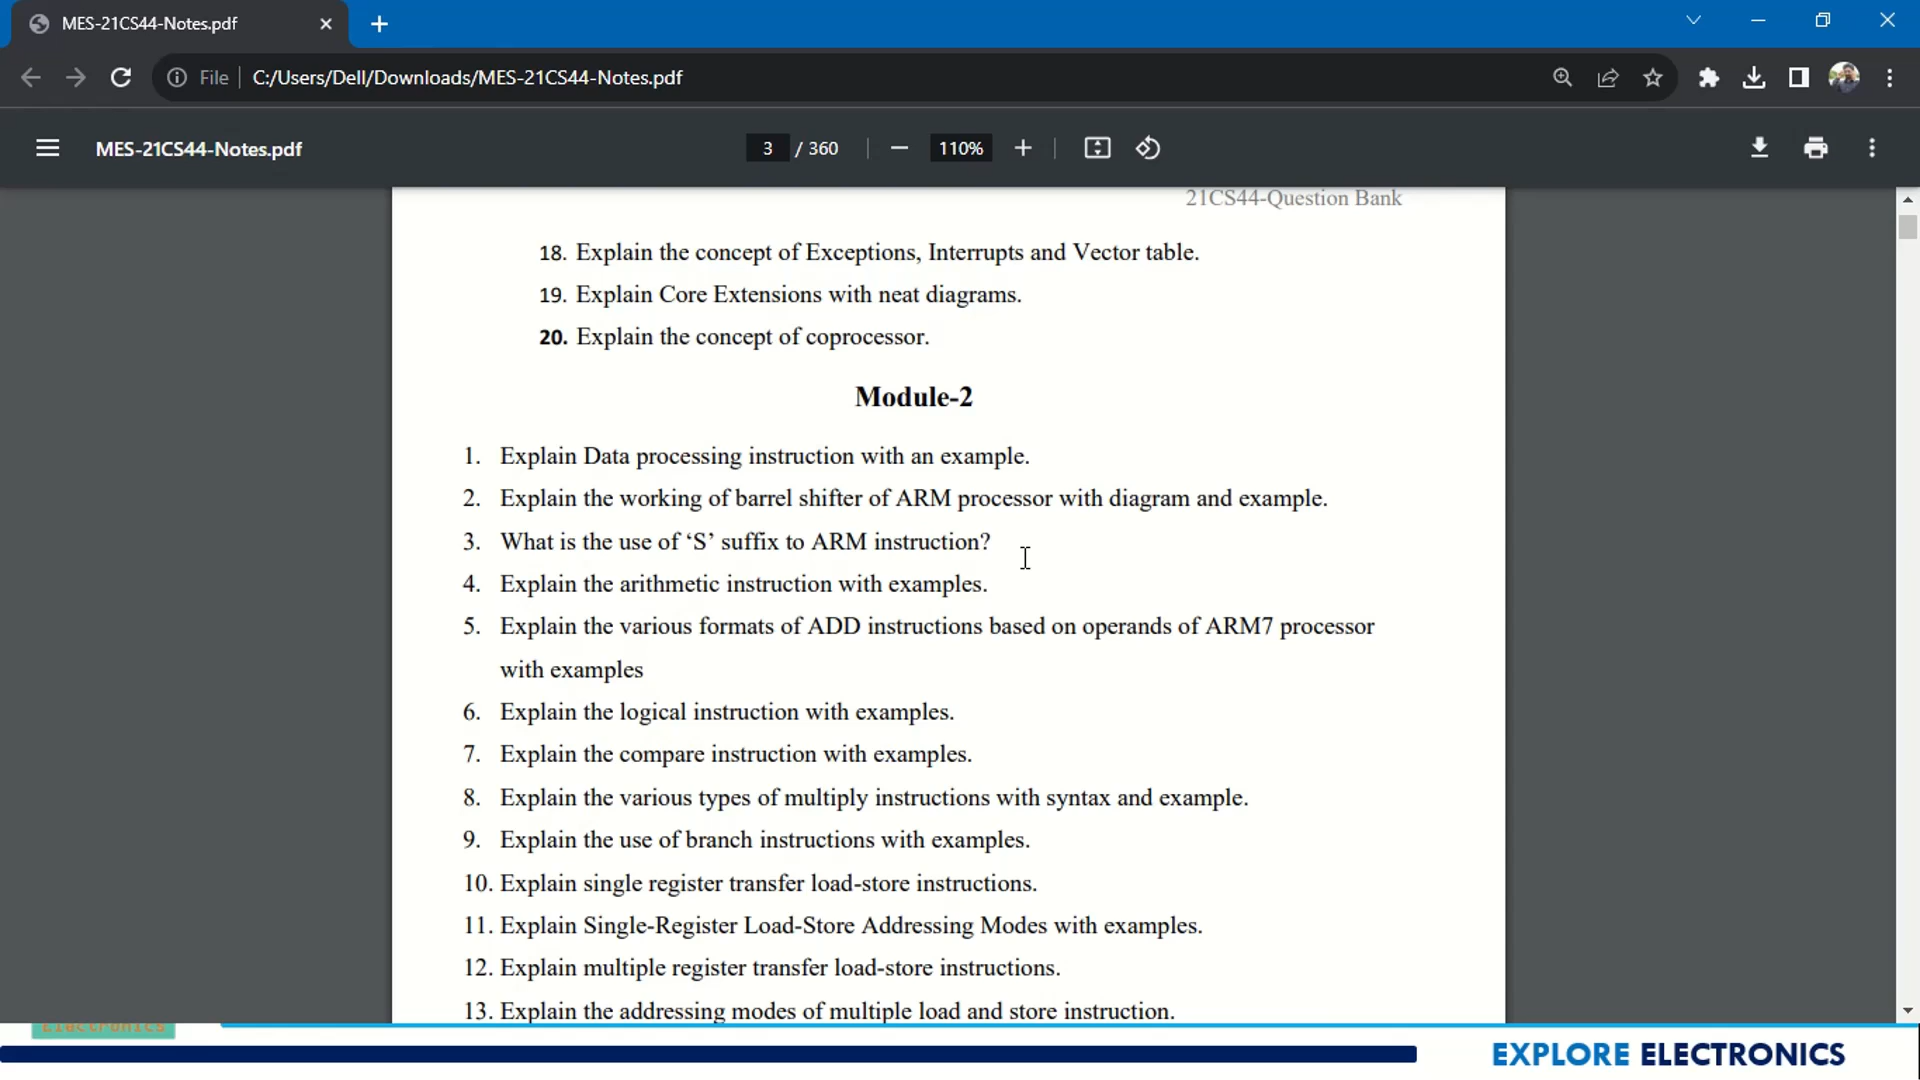 MES-21CS44-Notes.pdf
File C:/Users/Dell/Downloads/MES-21CS44-Notes.pdf
MES-21CS44-Notes.pdf 3 / 360 110%
21CS44-Question Bank
18. Explain the concept of Exceptions, Interrupts and Vector table.
19. Explain Core Extensions with neat diagrams.
20. Explain the concept of coprocessor.
Module-2
1. Explain Data processing instruction with an example.
2. Explain the working of barrel shifter of ARM processor with diagram and example.
3. What is the use of ‘S’ suffix to ARM instruction?
4. Explain the arithmetic instruction with examples.
5. Explain the various formats of ADD instructions based on operands of ARM7 processor
with examples
6. Explain the logical instruction with examples.
7. Explain the compare instruction with examples.
8. Explain the various types of multiply instructions with syntax and example.
9. Explain the use of branch instructions with examples.
10. Explain single register transfer load-store instructions.
11. Explain Single-Register Load-Store Addressing Modes with examples.
12. Explain multiple register transfer load-store instructions.
13. Explain the addressing modes of multiple load and store instruction.
Electronics
EXPLORE ELECTRONICS